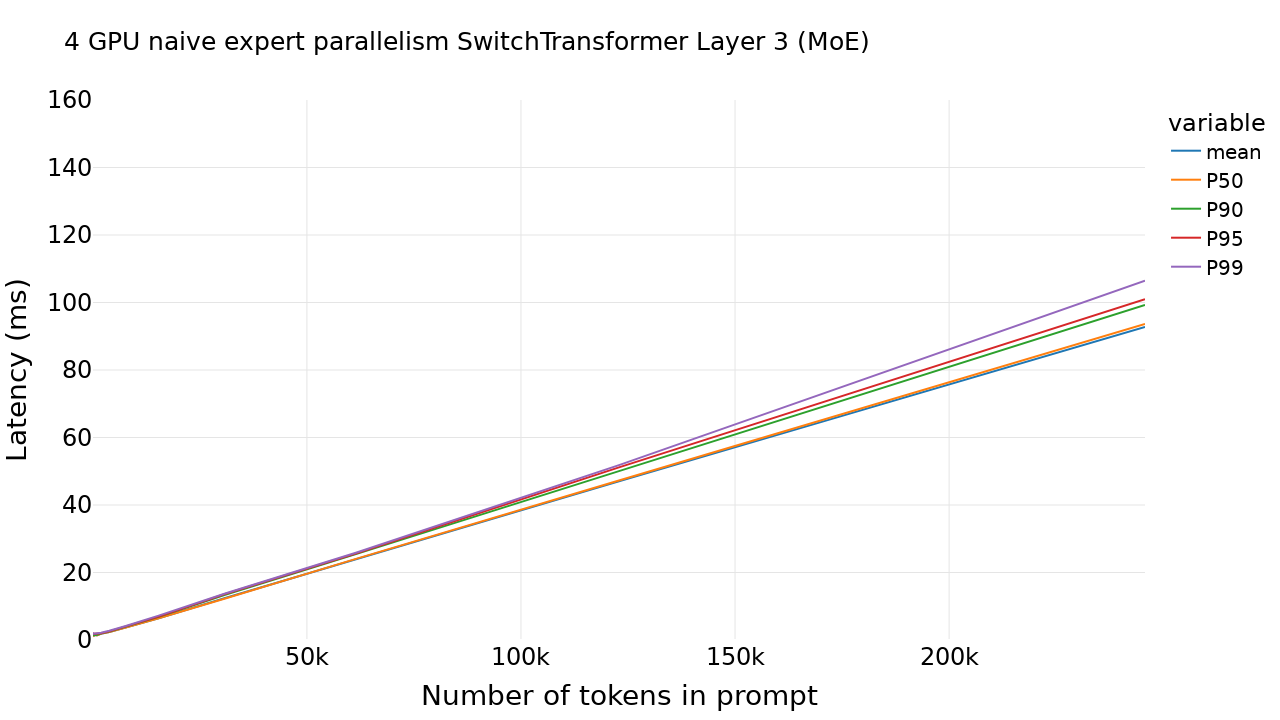 4 GPU naive expert parallelism SwitchTransformer Layer 3 (MoE)
160
140
120
100
80
60
40
20
0
Latency (ms)
50k
100k
150k
200k
Number of tokens in prompt
variable
mean
P50
P90
P95
P99